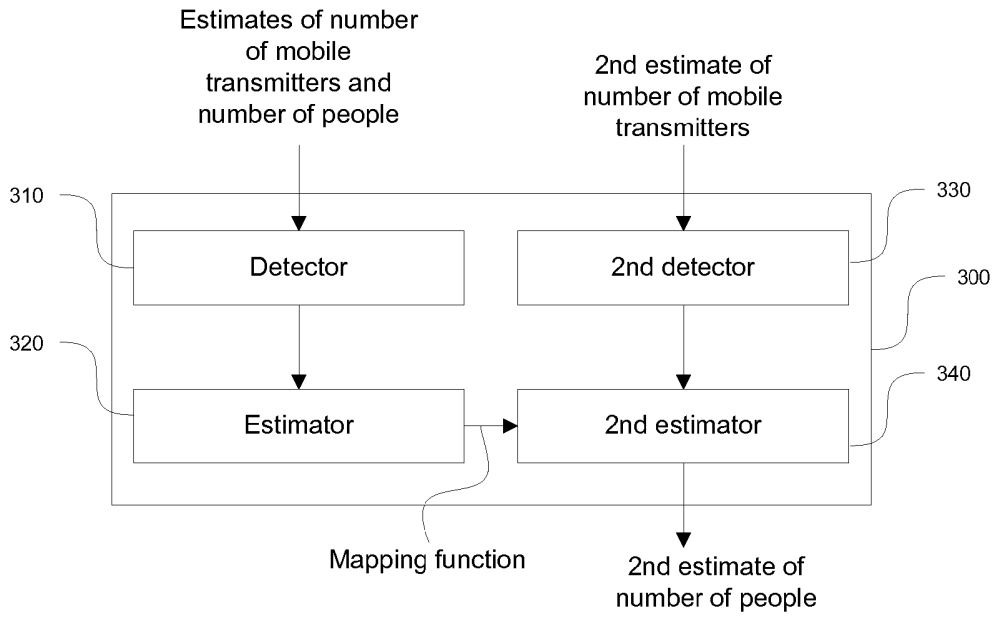 Estimates of number
of mobile
transmitters and
number of people
2nd estimate of
number of mobile
transmitters
310
330
Detector
2nd detector
300
320
340
Estimator
2nd estimator
Mapping function
2nd estimate of
number of people